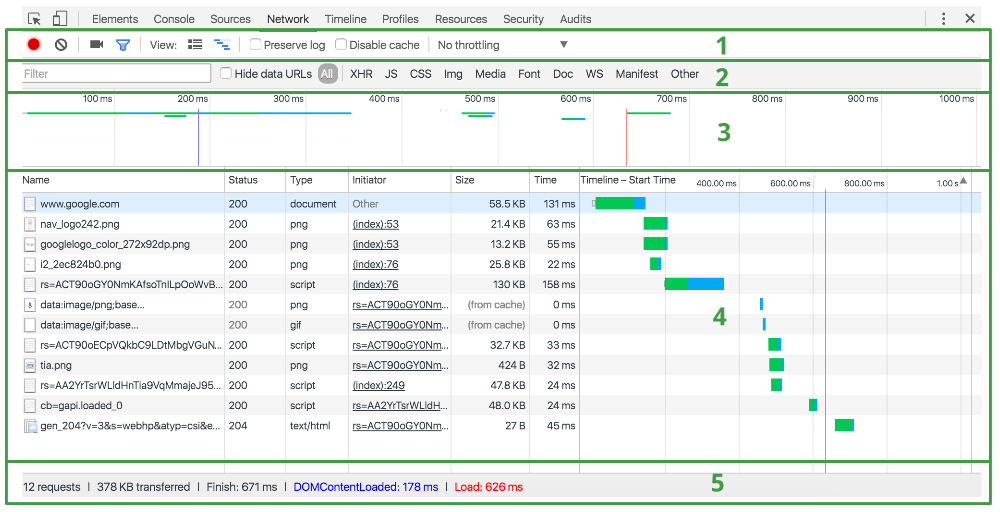 Elements Console Sources Network Timeline Profiles Resources Security Audits
View: Preserve log Disable cache No throttling 1
Filter Hide data URLs All XHR JS CSS Img Media Font Doc WS Manifest Other 2
100 ms 200 ms 300 ms 400 ms 500 ms 600 ms 700 ms 800 ms 900 ms 1000 ms
3
Name Status Type Initiator Size Time Timeline – Start Time 400.00 ms 600.00 ms 800.00 ms 1.00 s
www.google.com 200 document Other 58.5 KB 131 ms
nav_logo242.png 200 png (index):53 21.4 KB 63 ms
googlelogo_color_272x92dp.png 200 png (index):53 13.2 KB 55 ms
i2_2ec824b0.png 200 png (index):76 25.8 KB 22 ms
rs=ACT90oGY0NmKAfsoTnlLpOoWvB... 200 script (index):76 130 KB 158 ms
data:image/png;base... 200 png rs=ACT90oGY0Nm... (from cache) 0 ms
4
data:image/gif;base... 200 gif rs=ACT90oGY0Nm... (from cache) 0 ms
rs=ACT90oECpVQkbC9LDtMbgVGuN... 200 script rs=ACT90oGY0Nm... 32.7 KB 33 ms
tia.png 200 png rs=ACT90oGY0Nm... 424 B 32 ms
rs=AA2YrTsrWLldHnTia9VqMmajeJ95... 200 script (index):249 47.8 KB 24 ms
cb=gapi.loaded_0 200 script rs=AA2YrTsrWLldH... 48.0 KB 24 ms
gen_204?v=3&s=webhp&atyp=csi&e... 204 text/html rs=ACT90oGY0Nm... 27 B 45 ms
12 requests | 378 KB transferred | Finish: 671 ms | DOMContentLoaded: 178 ms | Load: 626 ms 5